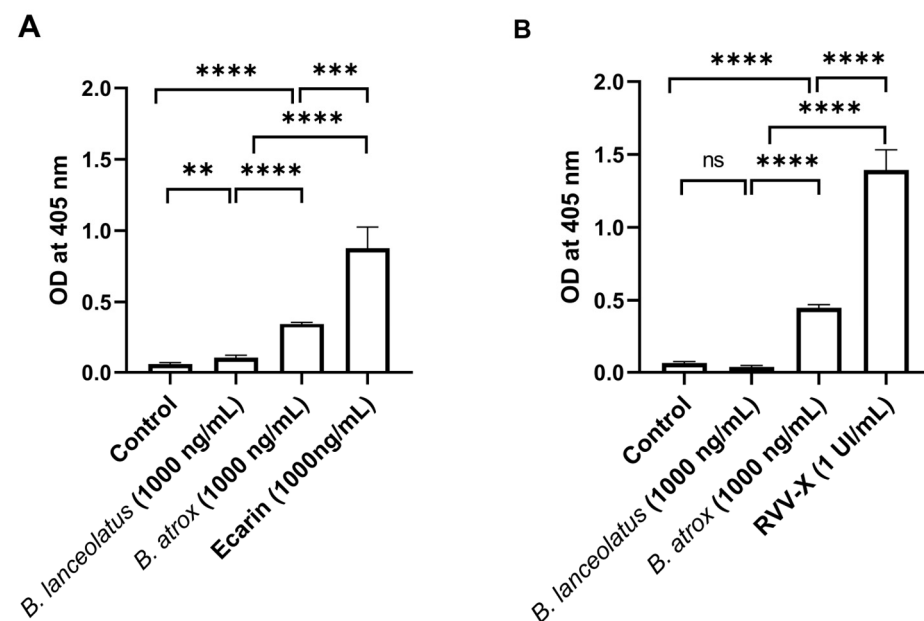 A
**** ***
****
** ****
OD at 405 nm
2.0
1.5
1.0
0.5
0.0
Control
B. lanceolatus (1000 ng/mL)
B. atrox (1000 ng/mL)
Ecarin (1000ng/mL)
B
**** ****
****
ns ****
OD at 405 nm
2.0
1.5
1.0
0.5
0.0
Control
B. lanceolatus (1000 ng/mL)
B. atrox (1000 ng/mL)
RVV-X (1 UI/mL)